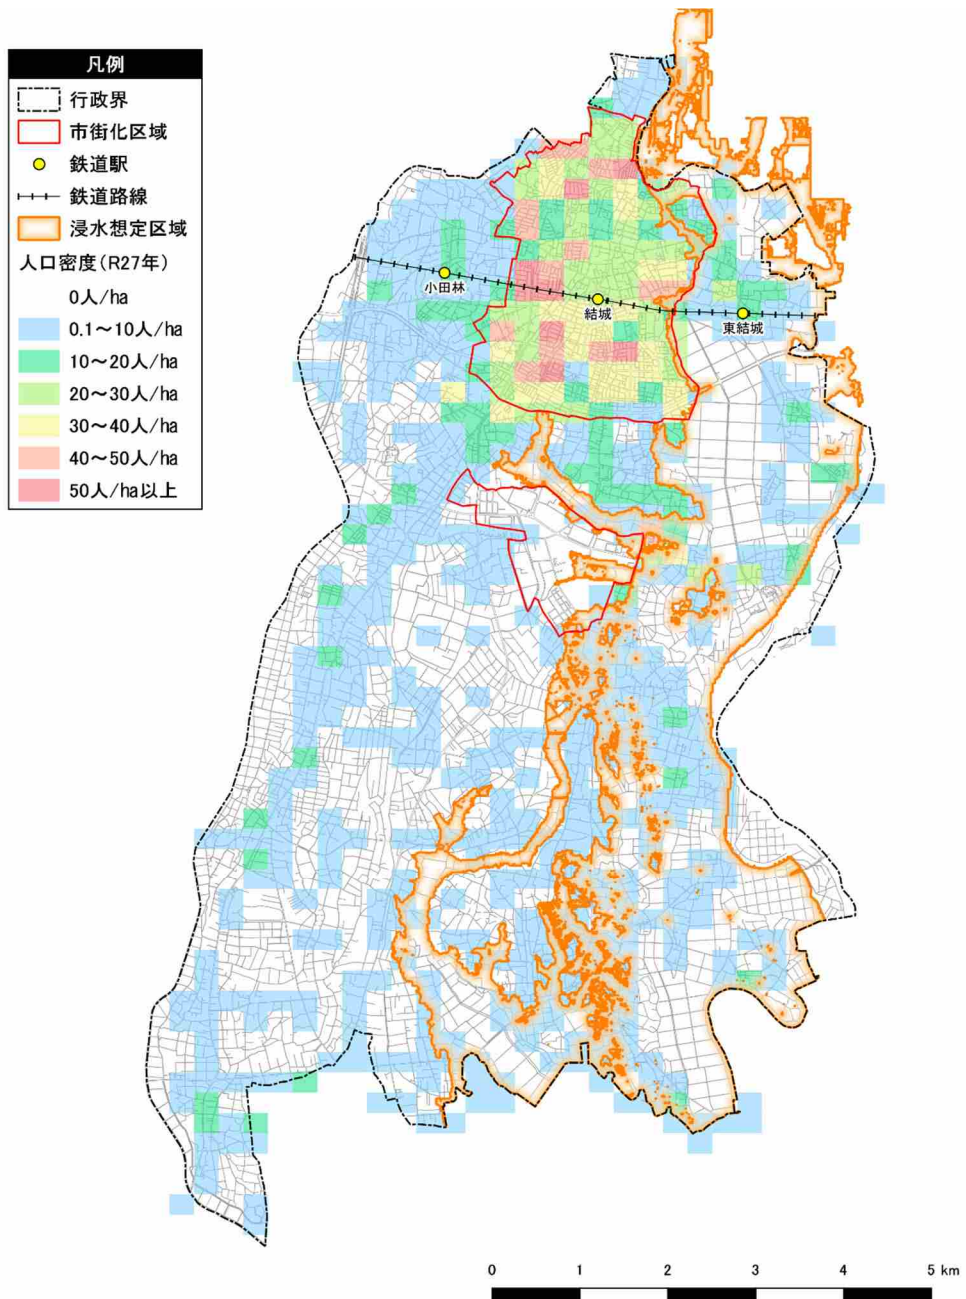 凡例
行政界
市街化区域
鉄道駅
鉄道路線
浸水想定区域
人口密度(R27年)
0人/ha
0.1～10人/ha
10～20人/ha
20～30人/ha
30～40人/ha
40～50人/ha
50人/ha以上
小田林
結城
東結城
0 1 2 3 4 5 km